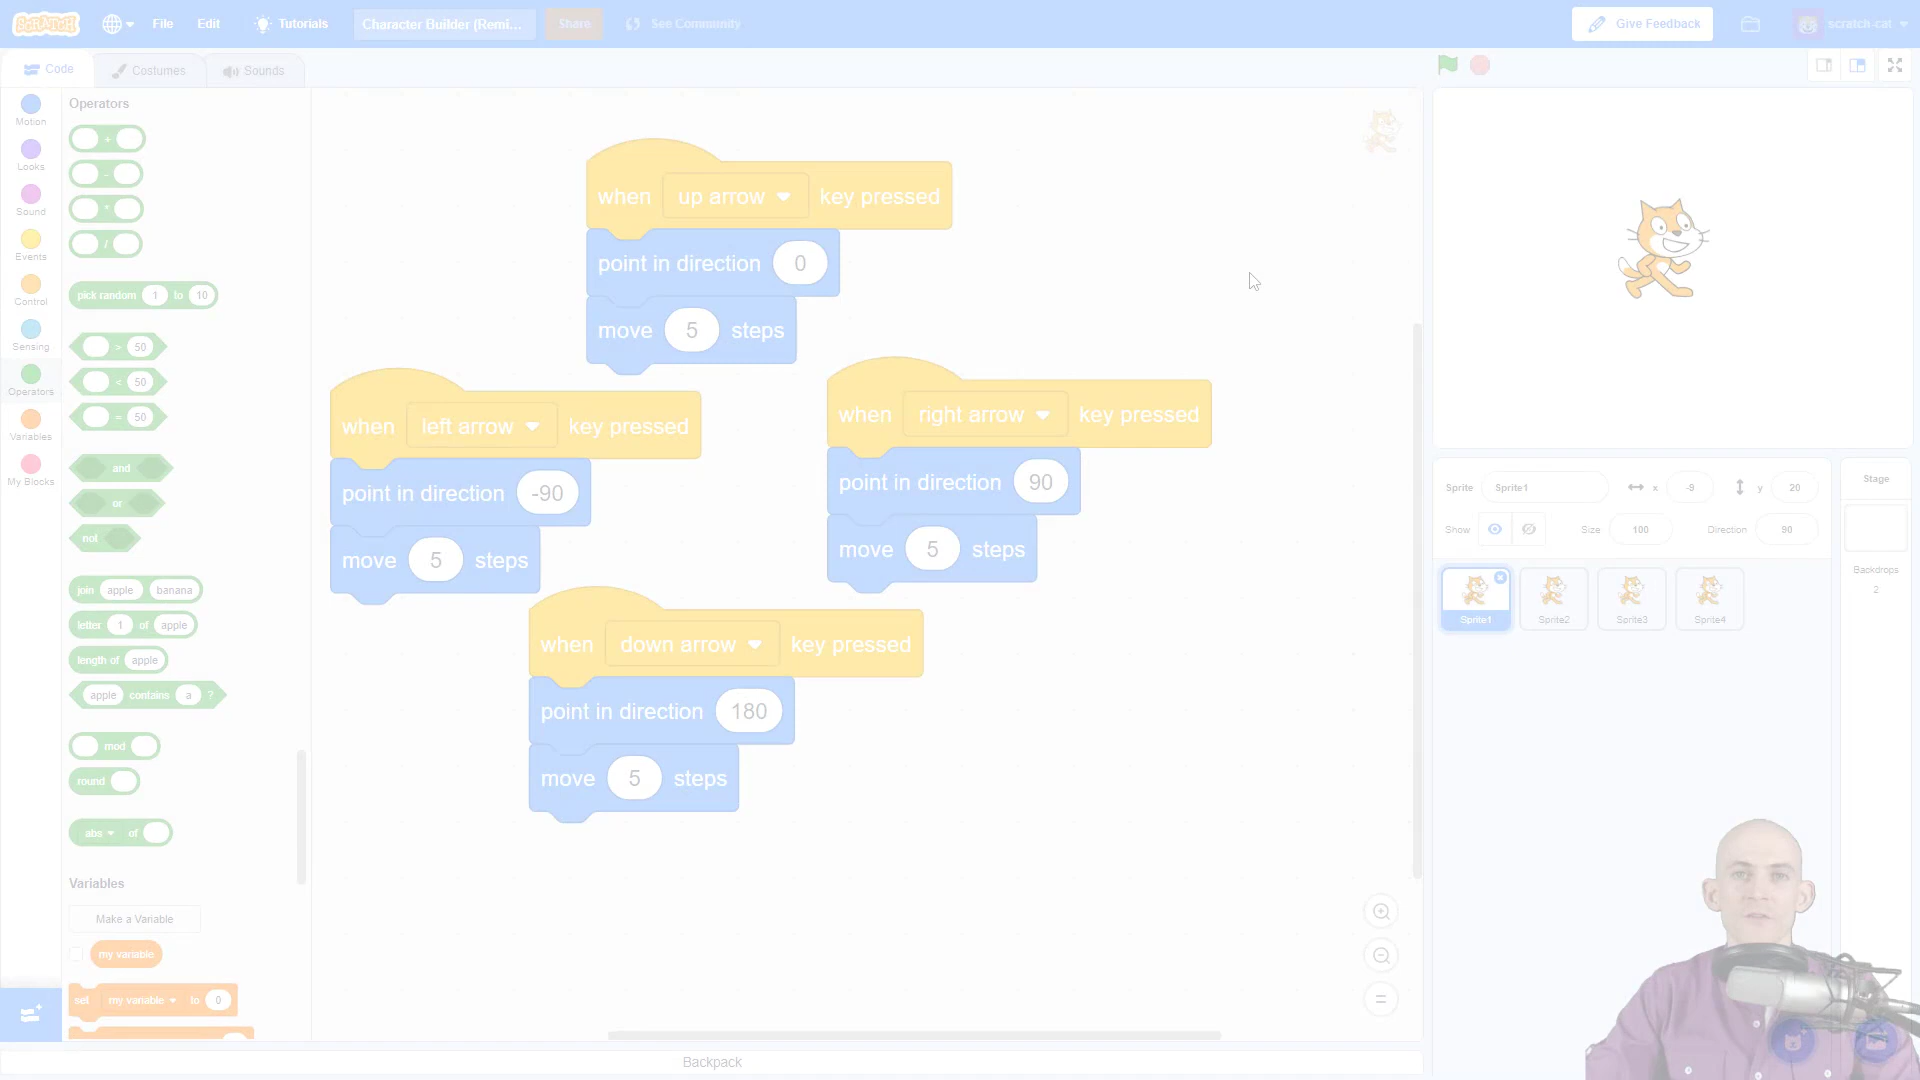 SCRATCH File Edit Tutorials Character Builder (Remi... Share See Community Give Feedback scratch-cat
Code Costumes Sounds
Motion
Looks
Sound
Events
Control
Sensing
Operators
Variables
My Blocks
Operators
+
-
*
/
pick random 1 to 10
> 50
< 50
= 50
and
or
not
join apple banana
letter 1 of apple
length of apple
apple contains a ?
mod
round
abs of
Variables
Make a Variable
my variable
set my variable to 0
when up arrow key pressed
point in direction 0
move 5 steps
when left arrow key pressed
point in direction -90
move 5 steps
when right arrow key pressed
point in direction 90
move 5 steps
when down arrow key pressed
point in direction 180
move 5 steps
Sprite Sprite1 x -9 y 20
Show Size 100 Direction 90
Sprite1 Sprite2 Sprite3 Sprite4
Stage
Backdrops
2
Backpack